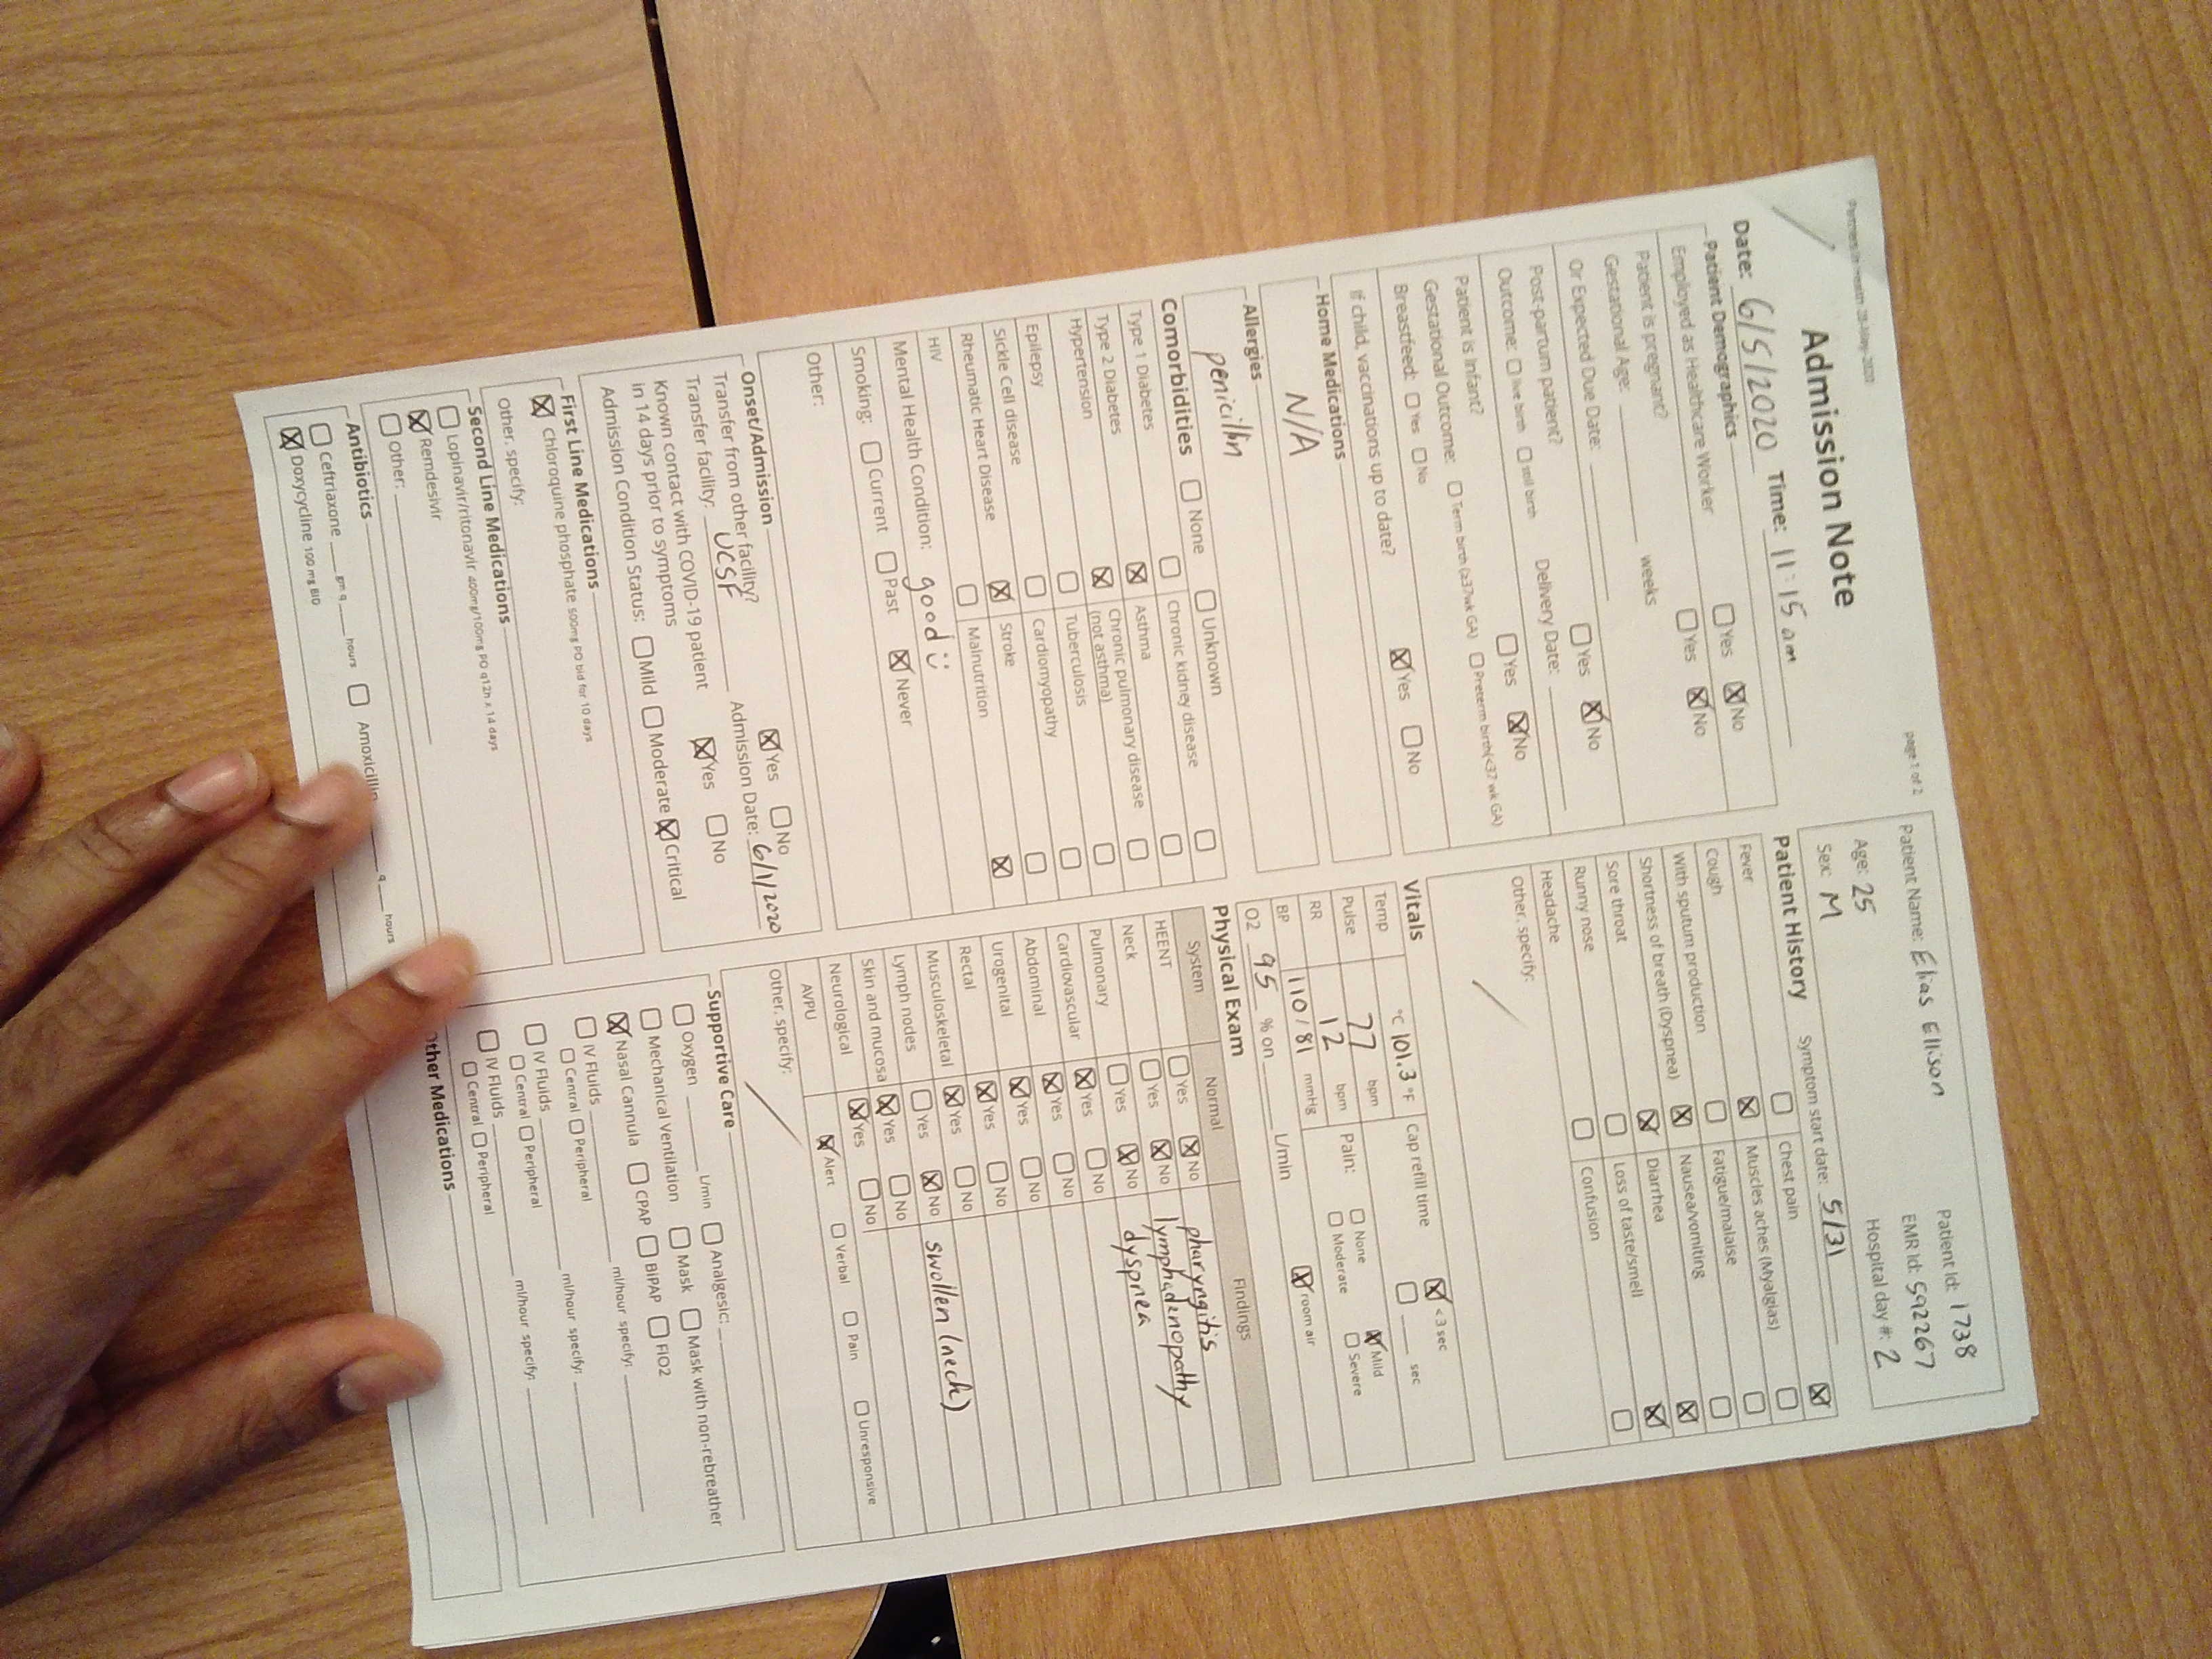 Partners In Health 28-May-2020
page 1 of 2
Admission Note
Date: 6/5/2020 Time: 11:15 am
Patient Name: Elias Ellison
Patient Id: 1738
Age: 25
EMR Id: 592267
Sex: M
Hospital day #: 2
Patient Demographics
Employed as Healthcare Worker ☐ Yes ☒ No
Patient is pregnant? ☐ Yes ☒ No
Gestational Age: ____ weeks
Or Expected Due Date: ____
Post-partum patient? ☐ Yes ☒ No
Outcome: ☐ live birth ☐ still birth Delivery Date: ____
Patient is Infant? ☐ Yes ☒ No
Gestational Outcome: ☐ Term birth (≥37wk GA) ☐ Preterm birth(<37 wk GA)
Breastfeed: ☐ Yes ☐ No
If child, vaccinations up to date? ☒ Yes ☐ No
Home Medications
N/A
Allergies
penicillin
Comorbidities ☐ None ☐ Unknown
Type 1 Diabetes ☐ Chronic kidney disease ☐
Type 2 Diabetes ☒ Asthma ☐
Hypertension ☒ Chronic pulmonary disease (not asthma) ☐
Epilepsy ☐ Tuberculosis ☐
Sickle Cell disease ☐ Cardiomyopathy ☐
Rheumatic Heart Disease ☒ Stroke ☐
HIV ☐ Malnutrition ☒
Mental Health Condition: good :)
Smoking: ☐ Current ☐ Past ☒ Never
Other:
Onset/Admission
Transfer from other facility? ☒ Yes ☐ No
Transfer facility: UCSF Admission Date: 6/1/2020
Known contact with COVID-19 patient
in 14 days prior to symptoms ☒ Yes ☐ No
Admission Condition Status: ☐ Mild ☐ Moderate ☒ Critical
First Line Medications
☒ Chloroquine phosphate 500mg PO bid for 10 days
Other, specify:
Second Line Medications
☐ Lopinavir/ritonavir 400mg/100mg PO q12h x 14 days
☒ Remdesivir
☐ Other: ____
Antibiotics
☐ Ceftriaxone ____ gm q ____ hours ☐ Amoxicillin ____ q ____ hours
☒ Doxycycline 100 mg BID
Patient History Symptom start date: 5/31
Fever ☐ Chest pain ☒
Cough ☒ Muscles aches (Myalgias) ☐
With sputum production ☐ Fatigue/malaise ☐
Shortness of breath (Dyspnea) ☒ Nausea/vomiting ☐
Sore throat ☒ Diarrhea ☒
Runny nose ☐ Loss of taste/smell ☒
Headache ☐ Confusion ☐
Other, specify:
Vitals
Temp °C 101.3 °F Cap refill time ☒ < 3 sec
☐ ____ sec
Pulse 77 bpm
RR 12 bpm Pain: ☐ None ☒ Mild
☐ Moderate ☐ Severe
BP 110/81 mmHg
O2 95 % on ____ L/min ☒ room air
Physical Exam
System Normal Findings
HEENT ☐ Yes ☒ No pharyngitis
Neck ☐ Yes ☒ No lymphadenopathy
Pulmonary ☐ Yes ☒ No dyspnea
Cardiovascular ☒ Yes ☐ No
Abdominal ☒ Yes ☐ No
Urogenital ☒ Yes ☐ No
Rectal ☒ Yes ☐ No
Musculoskeletal ☒ Yes ☐ No
Lymph nodes ☐ Yes ☒ No swollen (neck)
Skin and mucosa ☒ Yes ☐ No
Neurological ☒ Yes ☐ No
AVPU ☒ Alert ☐ Verbal ☐ Pain ☐ Unresponsive
Other, specify:
Supportive Care
☐ Oxygen ____ L/min ☐ Analgesic: ____
☐ Mechanical Ventilation ☐ Mask ☐ Mask with non-rebreather
☒ Nasal Cannula ☐ CPAP ☐ BiPAP ☐ FiO2
☐ IV Fluids ____ ml/hour specify: ____
☐ Central ☐ Peripheral
☐ IV Fluids ____ ml/hour specify: ____
☐ Central ☐ Peripheral
☐ IV Fluids ____ ml/hour specify: ____
☐ Central ☐ Peripheral
Other Medications